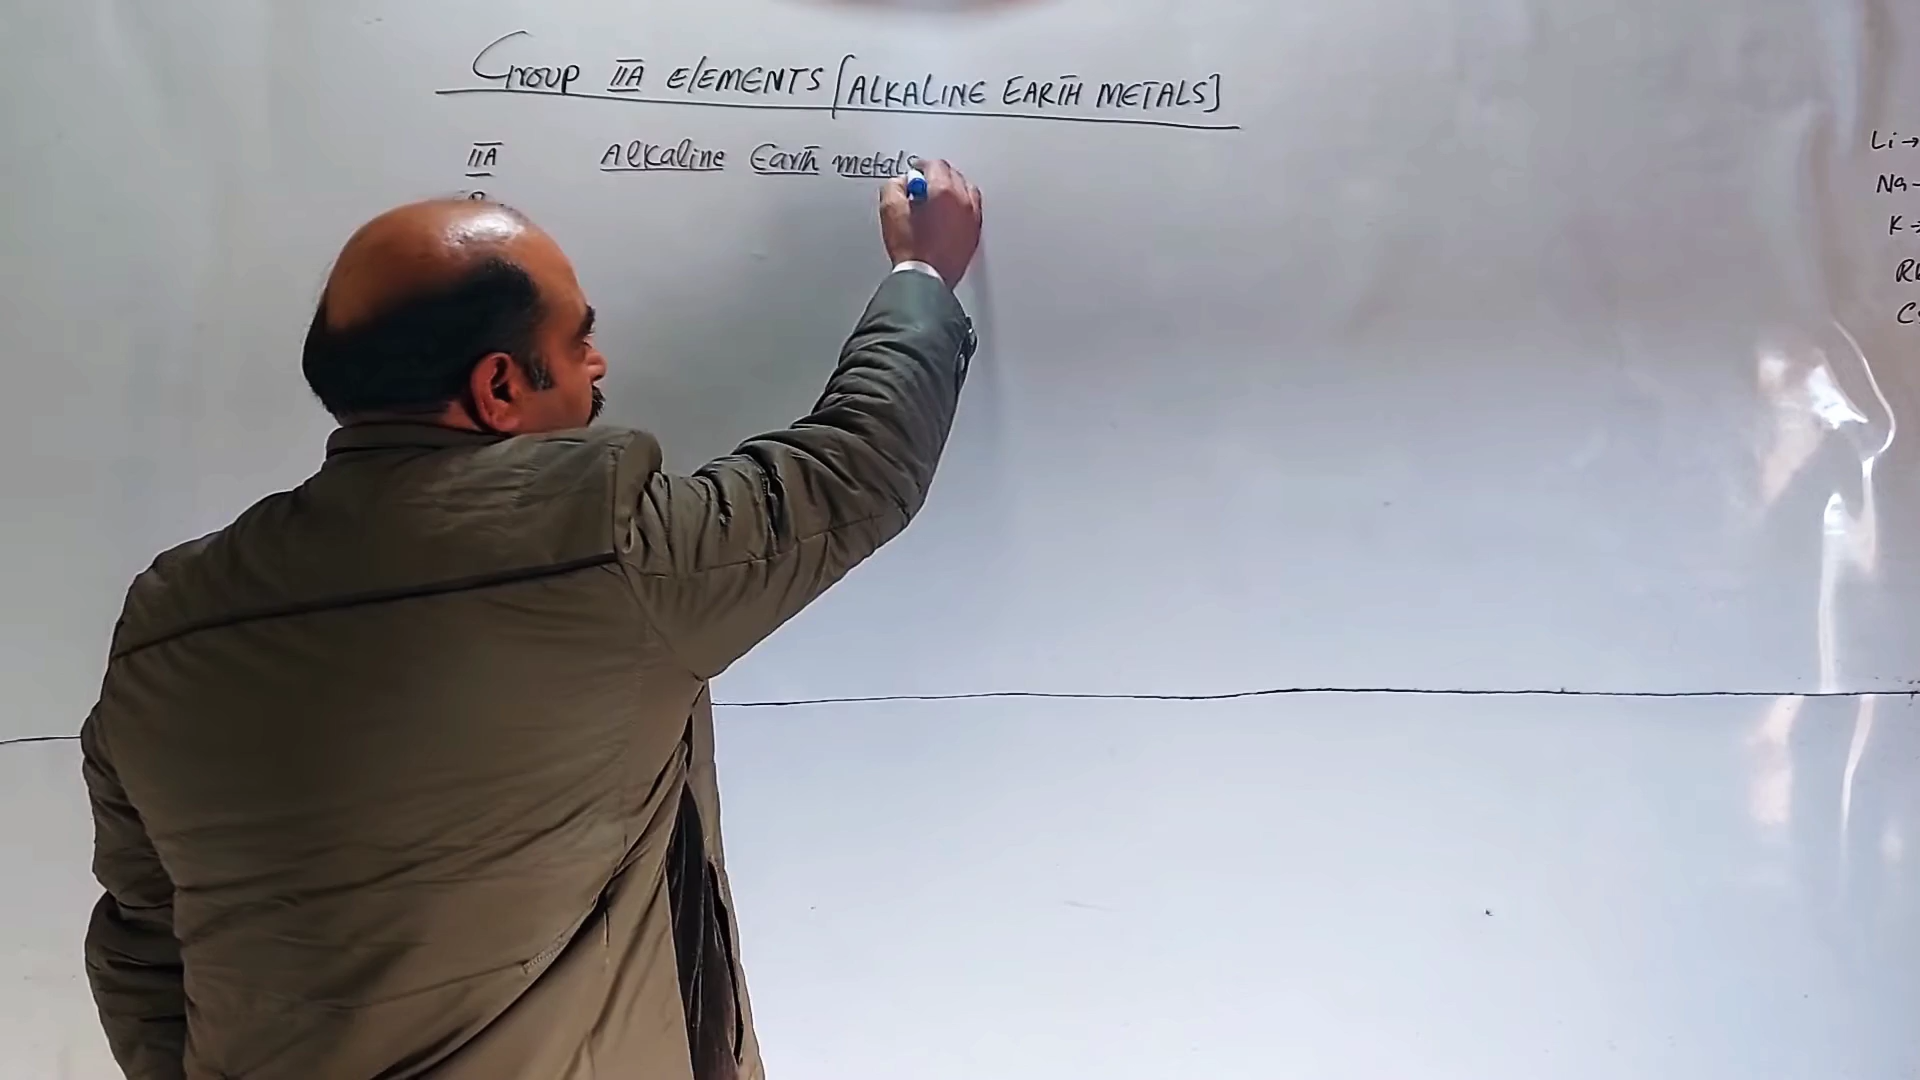 Group IIA ElEMENTS [ALKALINE EARTH METALS]
IIA Alkaline Earth metals
Li →
Na -
K →